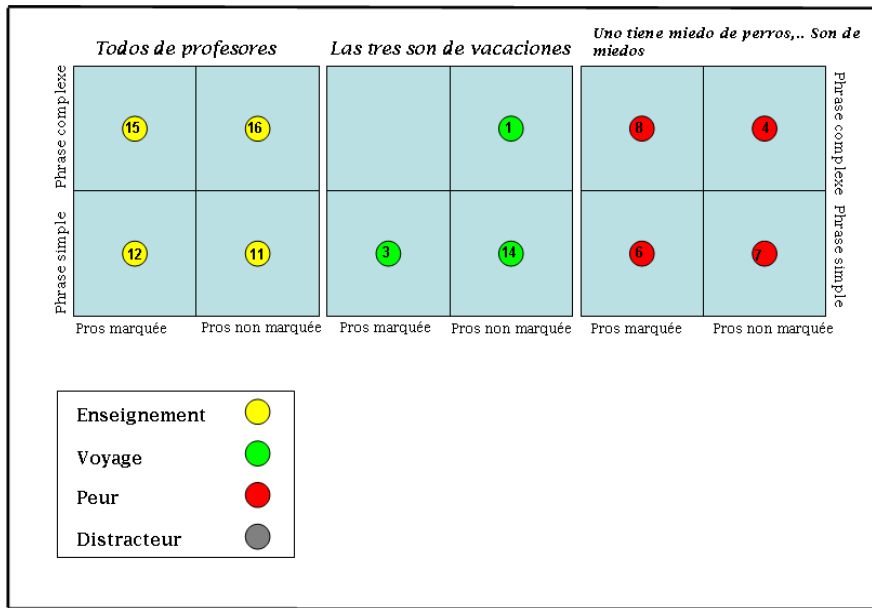 Todos de profesores
Las tres son de vacaciones
Uno tiene miedo de perros,.. Son de
miedos
Phrase complexe
15
16
1
8
4
Phrase complexe
Phrase simple
12
11
3
14
6
7
Phrase simple
Pros marquée
Pros non marquée
Pros marquée
Pros non marquée
Pros marquée
Pros non marquée
Enseignement
Voyage
Peur
Distracteur